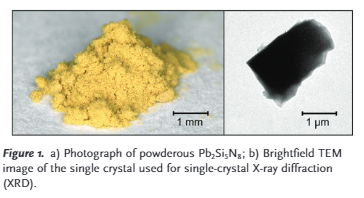 1 mm
1 µm
Figure 1. a) Photograph of powderous Pb₂Si₅N₈; b) Brightfield TEM
image of the single crystal used for single-crystal X-ray diffraction
(XRD).